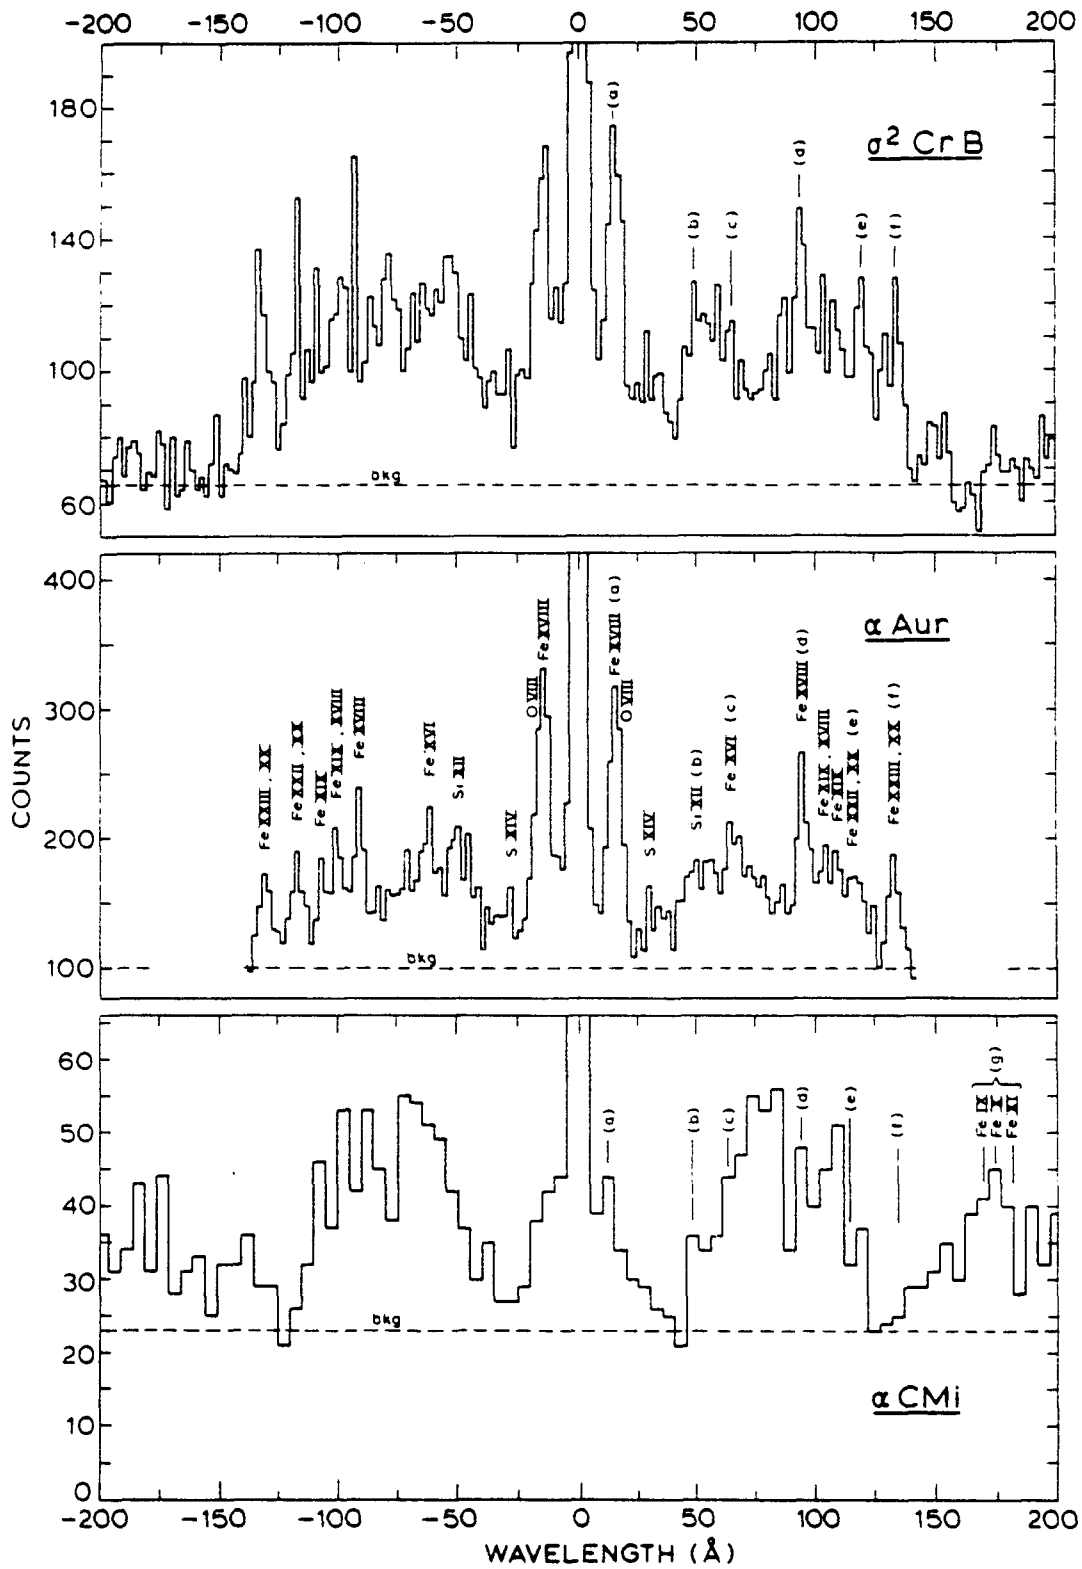 -200 -150 -100 -50 0 50 100 150 200
180
140
100
60
σ² CrB
(a)
(b)
(c)
(d)
(e)
(f)
bkg
COUNTS
400
300
200
100
α Aur
Fe XXIII, XX
Fe XXII, XX
Fe XIX
Fe XIX, XVIII
Fe XVIII
Fe XVI
Si XII
S XIV
O VIII
Fe XVIII
Fe XVIII (a)
O VIII
S XIV
Si XII (b)
Fe XVI (c)
Fe XVIII (d)
Fe XIX, XVIII
Fe XIX
Fe XXII, XX (e)
Fe XXIII, XX (f)
bkg
60
50
40
30
20
10
0
(a)
(b)
(c)
(d)
(e)
(f)
(g)
Fe IX
Fe X
Fe XI
bkg
α CMi
-200 -150 -100 -50 0 50 100 150 200
WAVELENGTH (Å)